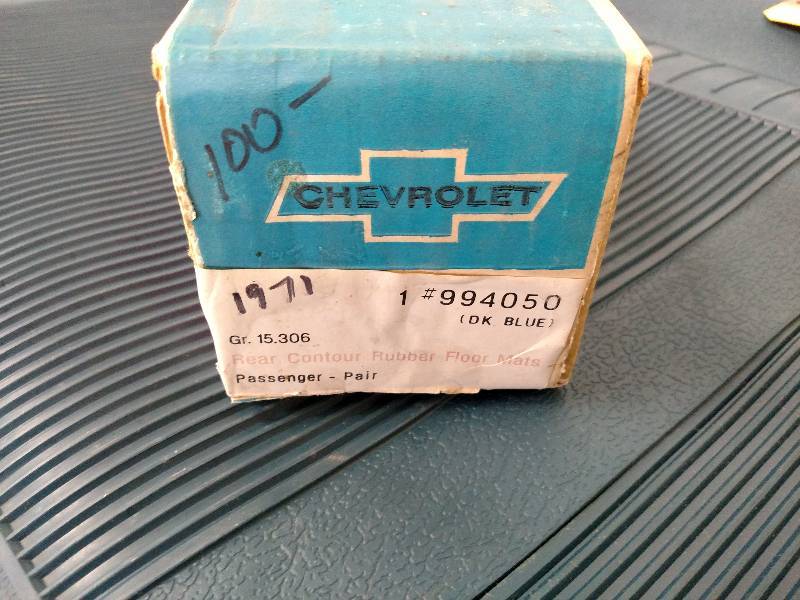 100-
CHEVROLET
1971
1 #994050
(DK. BLUE)
Gr. 15.306
Rear Contour Rubber Floor Mats -
Passenger - Pair